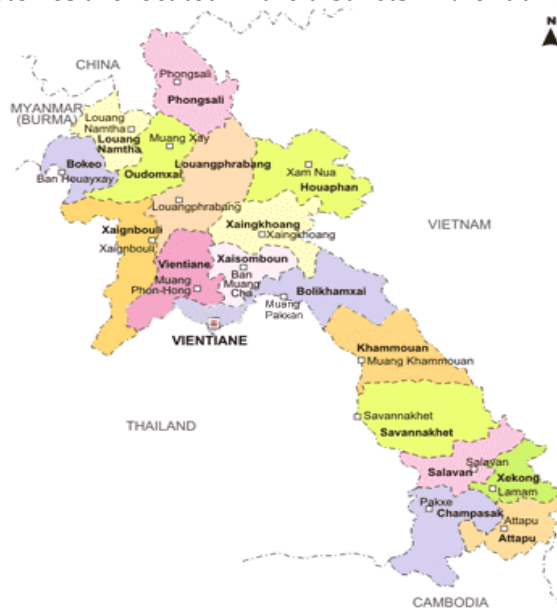 N
CHINA
Phongsali
Phongsali
MYANMAR
(BURMA)
Louang
Namtha
Louang
Namtha
Muang Xay
Bokeo
Ban Houayxay
Oudomxai
Louangphrabang
Xam Nua
Houaphan
Louangphrabang
Xaignbouli
Xaignbouli
Xaingkhoang
Xaingkhoang
VIETNAM
Vientiane
Xaisomboun
Ban
Muang
Cha
Muang
Phon-Hong
Bolikhamxai
Muang
Pakxan
VIENTIANE
Khammouan
Muang Khammouan
THAILAND
Savannakhet
Savannakhet
Salavan
Salavan
Xekong
Lamam
Pakxe
Champasak
Attapu
Attapu
CAMBODIA